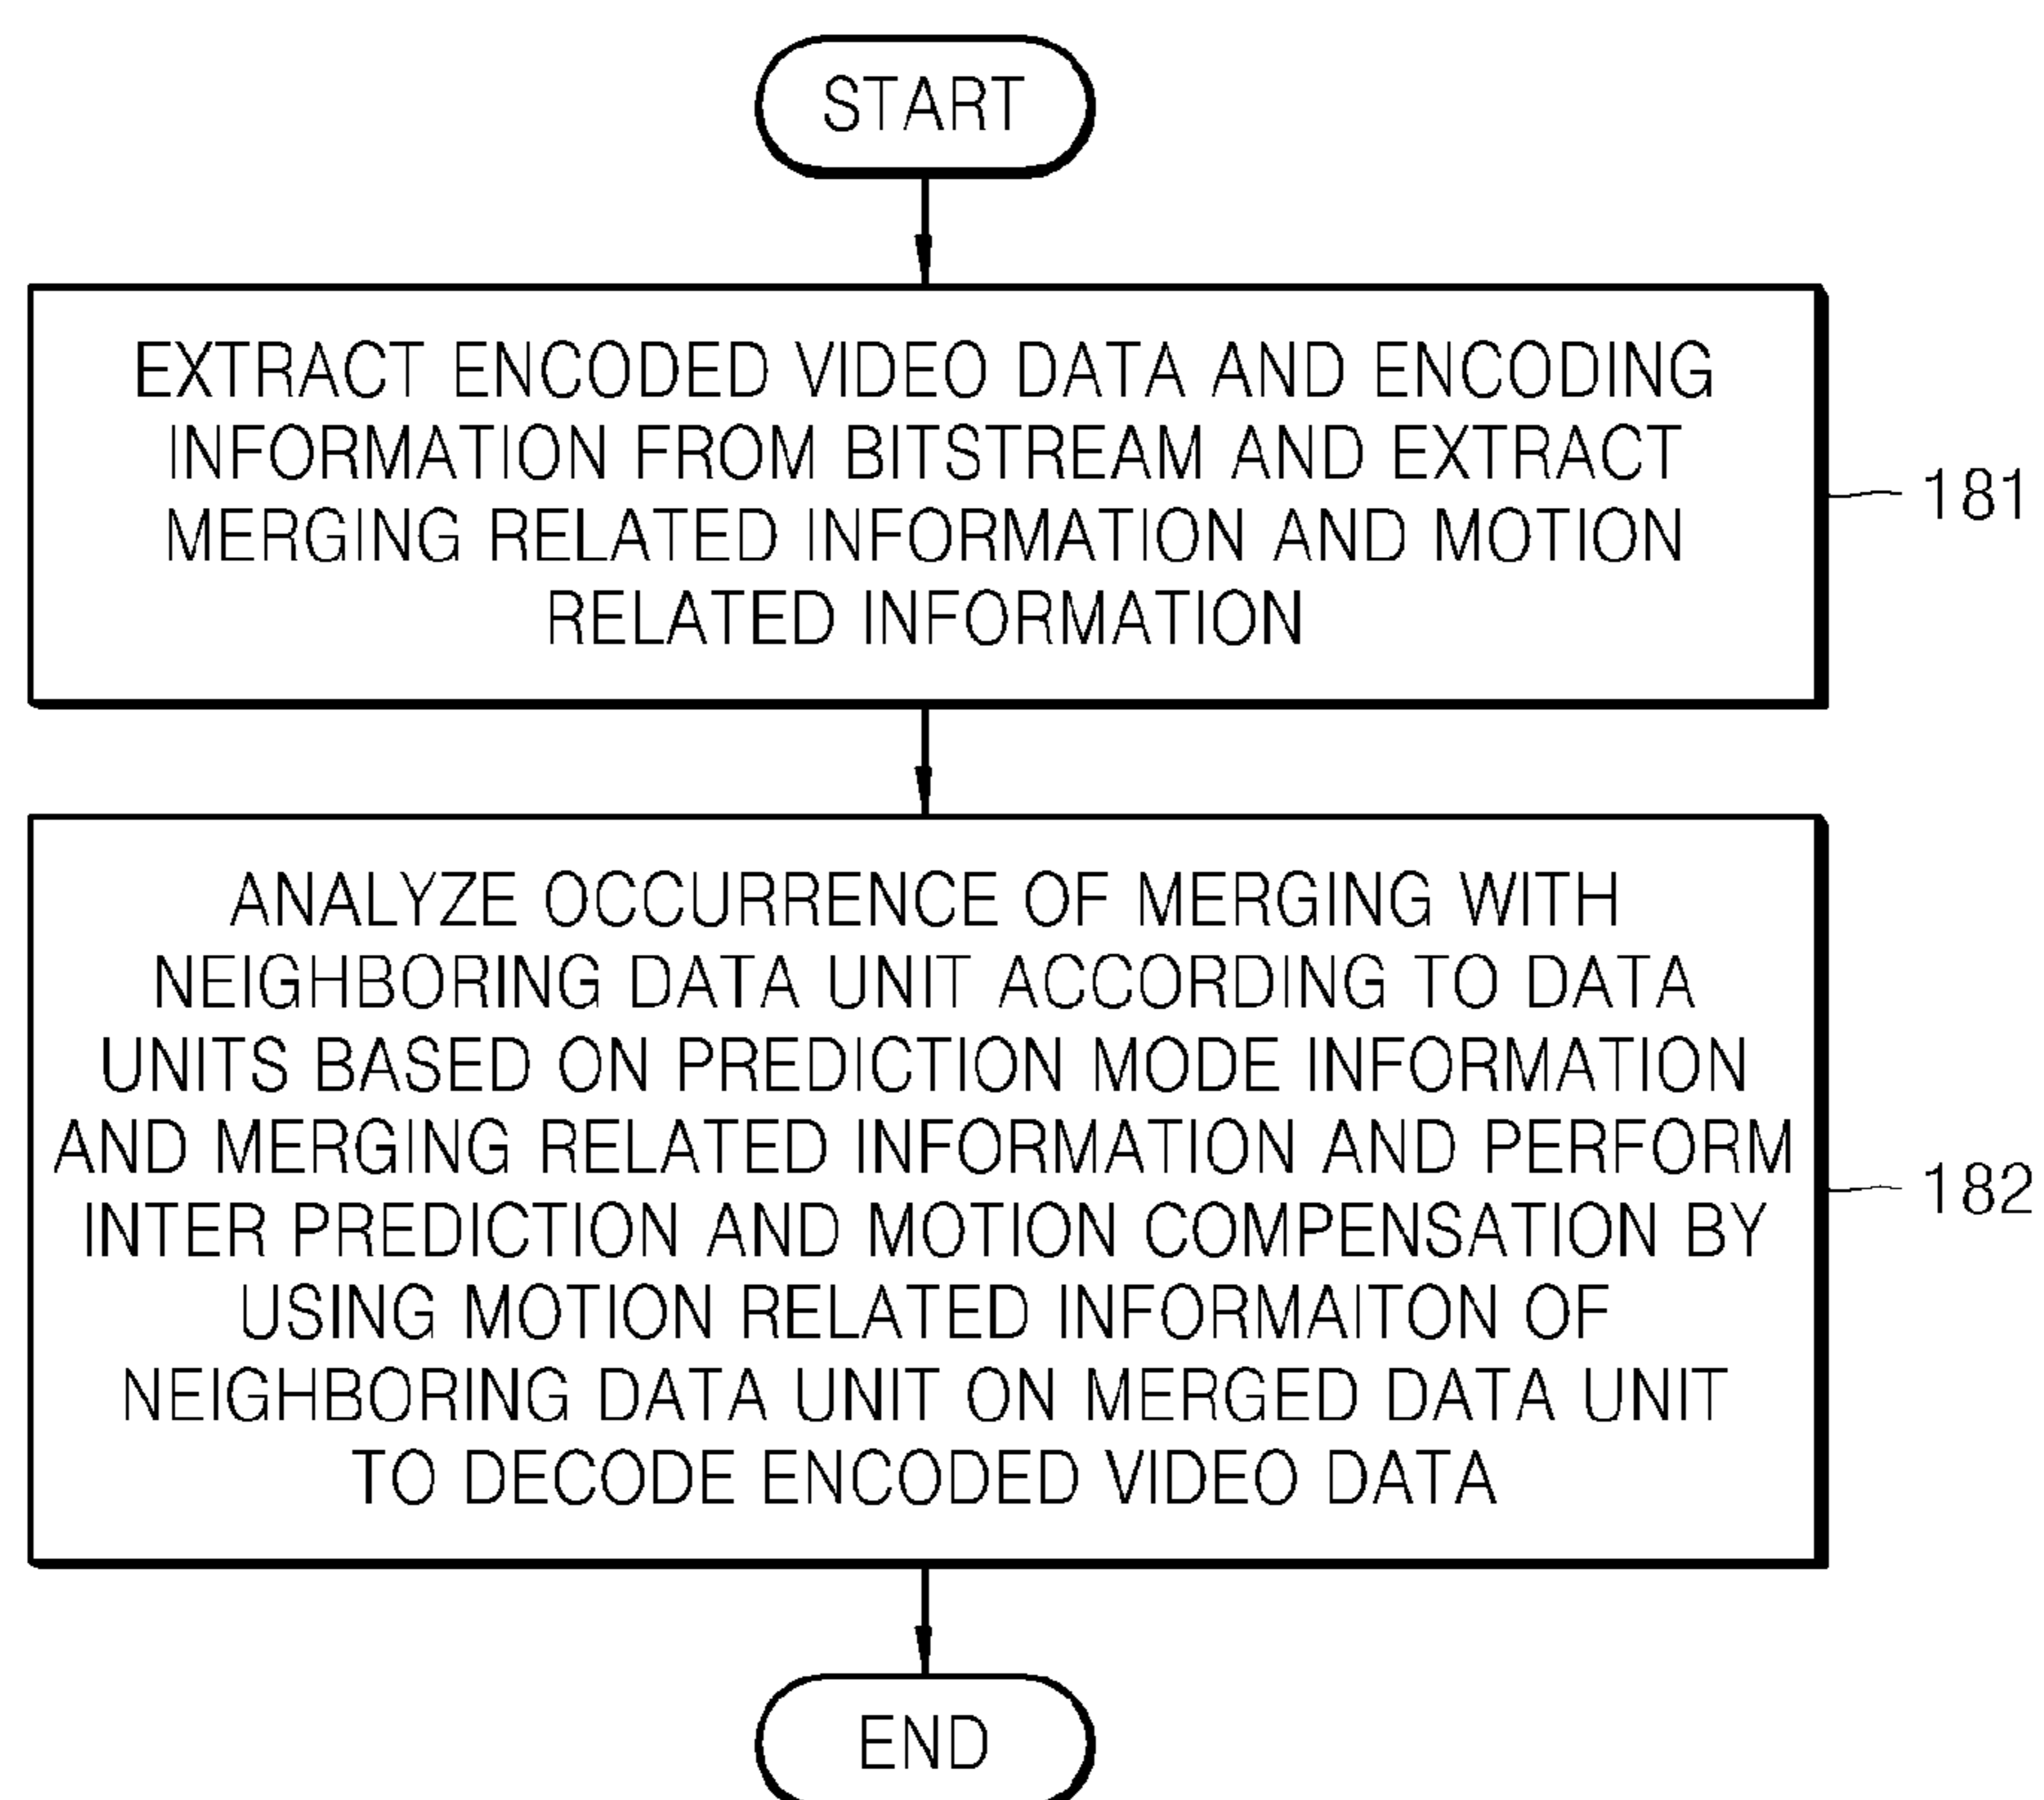 START
EXTRACT ENCODED VIDEO DATA AND ENCODING
INFORMATION FROM BITSTREAM AND EXTRACT
MERGING RELATED INFORMATION AND MOTION
RELATED INFORMATION
181
ANALYZE OCCURRENCE OF MERGING WITH
NEIGHBORING DATA UNIT ACCORDING TO DATA
UNITS BASED ON PREDICTION MODE INFORMATION
AND MERGING RELATED INFORMATION AND PERFORM
INTER PREDICTION AND MOTION COMPENSATION BY
USING MOTION RELATED INFORMAITON OF
NEIGHBORING DATA UNIT ON MERGED DATA UNIT
TO DECODE ENCODED VIDEO DATA
182
END